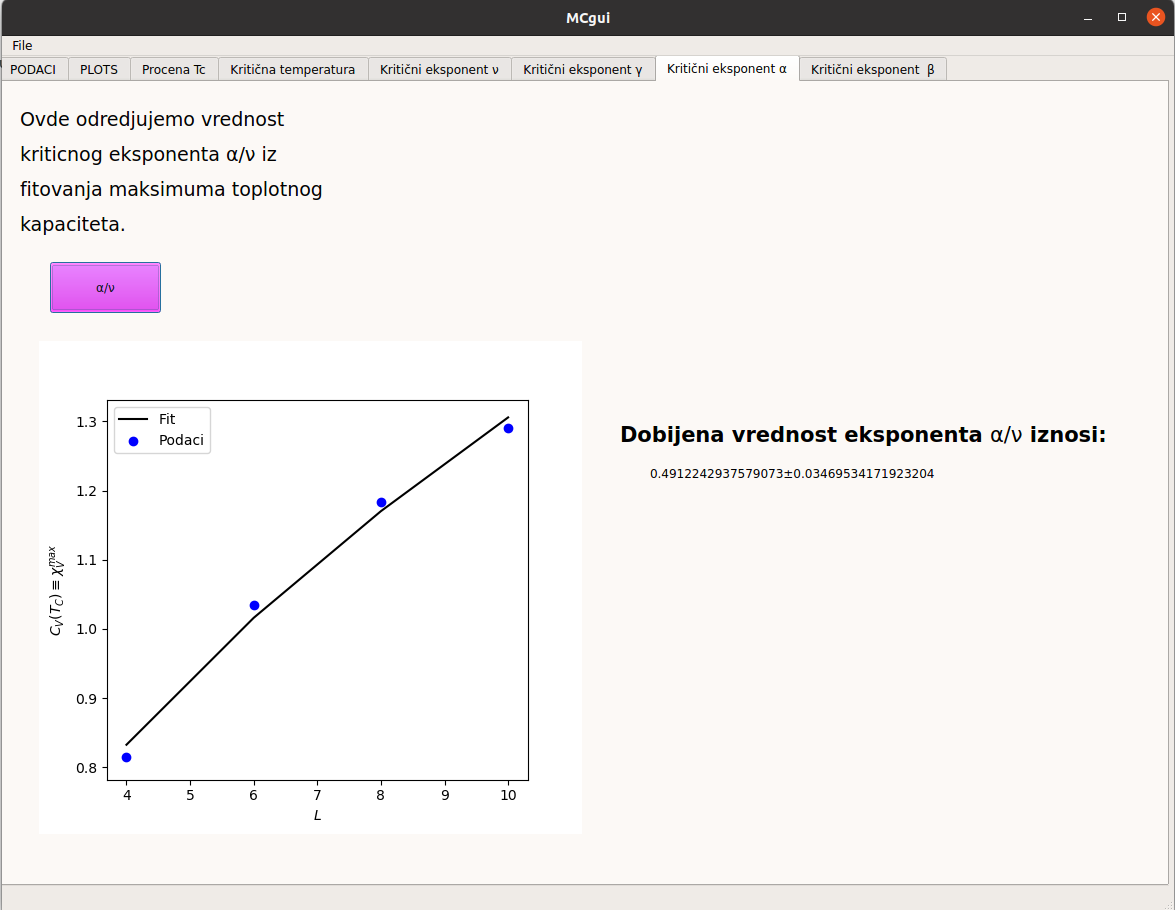 MCgui
File
PODACI PLOTS Procena Tc Kritična temperatura Kritični eksponent ν Kritični eksponent γ Kritični eksponent α Kritični eksponent β
Ovde odredjujemo vrednost
kriticnog eksponenta α/ν iz
fitovanja maksimuma toplotnog
kapaciteta.
α/ν
Fit
Podaci
1.3
1.2
1.1
1.0
0.9
0.8
C_V(T_C) ≡ χ_V^max
4 5 6 7 8 9 10
L
Dobijena vrednost eksponenta α/ν iznosi:
0.4912242937579073±0.03469534171923204